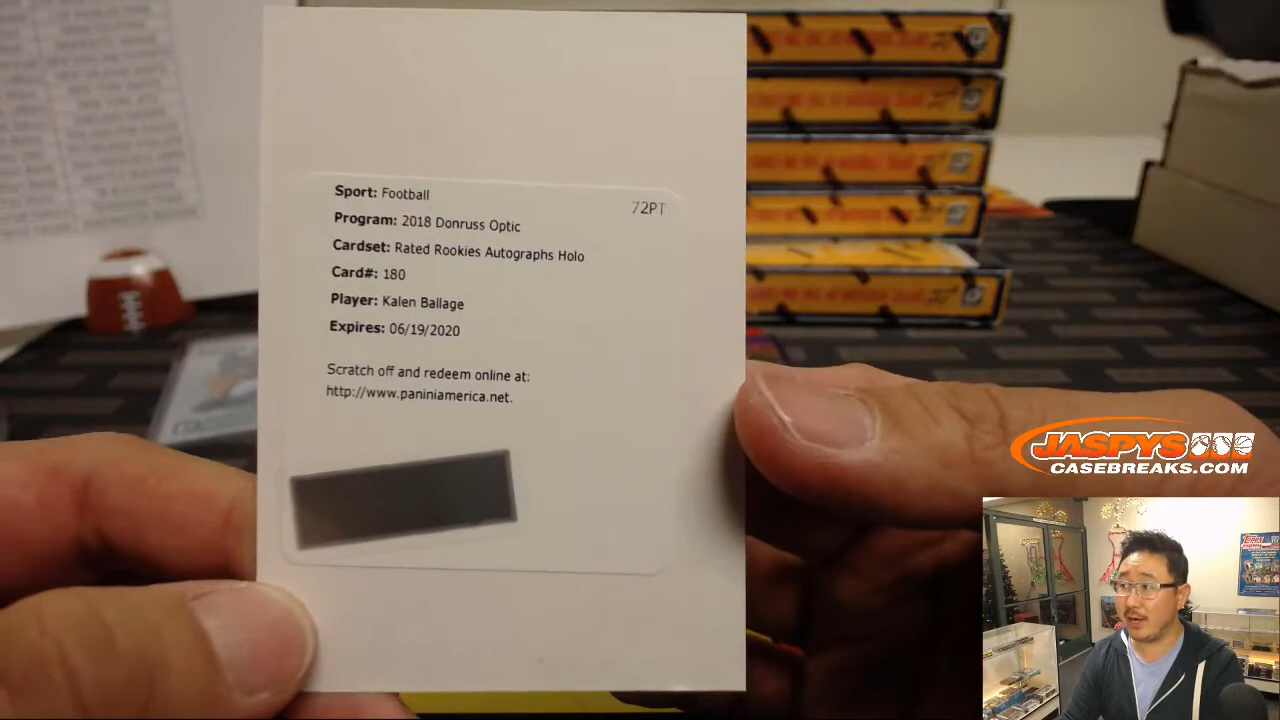 Sport: Football
72PT
Program: 2018 Donruss Optic
Cardset: Rated Rookies Autographs Holo
Card#: 180
Player: Kalen Ballage
Expires: 06/19/2020
Scratch off and redeem online at:
http://www.paniniamerica.net.
JASPYS
CASEBREAKS.COM
TOPPS